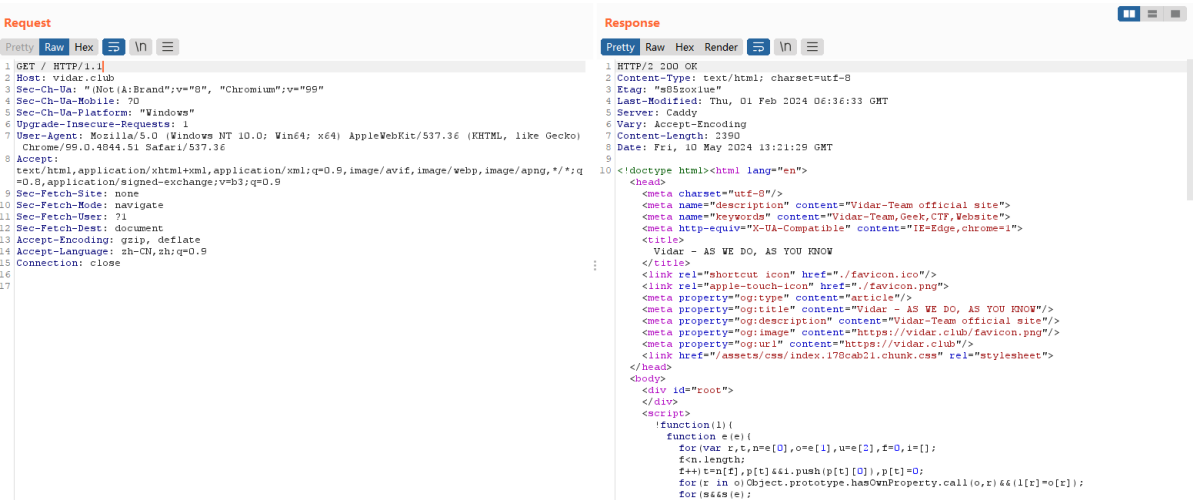 Request
Pretty Raw Hex \n
1 GET / HTTP/1.1
2 Host: vidar.club
3 Sec-Ch-Ua: "(Not(A:Brand";v="8", "Chromium";v="99"
4 Sec-Ch-Ua-Mobile: ?0
5 Sec-Ch-Ua-Platform: "Windows"
6 Upgrade-Insecure-Requests: 1
7 User-Agent: Mozilla/5.0 (Windows NT 10.0; Win64; x64) AppleWebKit/537.36 (KHTML, like Gecko)
Chrome/99.0.4844.51 Safari/537.36
8 Accept:
text/html,application/xhtml+xml,application/xml;q=0.9,image/avif,image/webp,image/apng,*/*;q
=0.8,application/signed-exchange;v=b3;q=0.9
9 Sec-Fetch-Site: none
10 Sec-Fetch-Mode: navigate
11 Sec-Fetch-User: ?1
12 Sec-Fetch-Dest: document
13 Accept-Encoding: gzip, deflate
14 Accept-Language: zh-CN,zh;q=0.9
15 Connection: close
16
17
Response
Pretty Raw Hex Render \n
1 HTTP/2 200 OK
2 Content-Type: text/html; charset=utf-8
3 Etag: "s85zox1ue"
4 Last-Modified: Thu, 01 Feb 2024 06:36:33 GMT
5 Server: Caddy
6 Vary: Accept-Encoding
7 Content-Length: 2390
8 Date: Fri, 10 May 2024 13:21:29 GMT
9
10 <!doctype html><html lang="en">
<head>
<meta charset="utf-8"/>
<meta name="description" content="Vidar-Team official site">
<meta name="keywords" content="Vidar-Team,Geek,CTF,Website">
<meta http-equiv="X-UA-Compatible" content="IE=Edge,chrome=1">
<title>
Vidar - AS WE DO, AS YOU KNOW
</title>
<link rel="shortcut icon" href="./favicon.ico"/>
<link rel="apple-touch-icon" href="./favicon.png">
<meta property="og:type" content="article"/>
<meta property="og:title" content="Vidar - AS WE DO, AS YOU KNOW"/>
<meta property="og:description" content="Vidar-Team official site"/>
<meta property="og:image" content="https://vidar.club/favicon.png"/>
<meta property="og:url" content="https://vidar.club"/>
<link href="/assets/css/index.178cab21.chunk.css" rel="stylesheet">
</head>
<body>
<div id="root">
</div>
<script>
!function(l){
function e(e){
for(var r,t,n=e[0],o=e[1],u=e[2],f=0,i=[];
f<n.length;
f++)t=n[f],p[t]&&i.push(p[t][0]),p[t]=0;
for(r in o)Object.prototype.hasOwnProperty.call(o,r)&&(l[r]=o[r]);
for(s&&s(e);